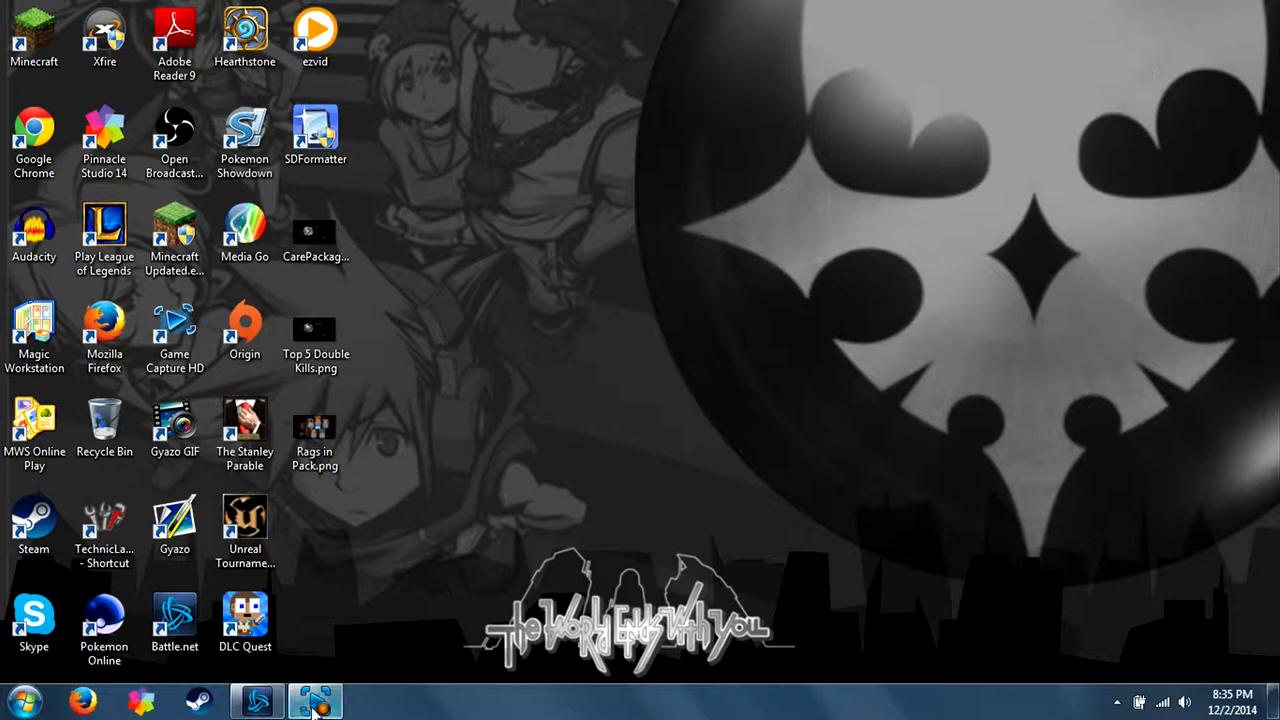 Minecraft
Xfire
Adobe
Reader 9
Hearthstone
ezvid
Google
Chrome
Pinnacle
Studio 14
Open
Broadcast...
Pokemon
Showdown
SDFormatter
Audacity
Play League
of Legends
Minecraft
Updated.e...
Media Go
CarePackag...
Magic
Workstation
Mozilla
Firefox
Game
Capture HD
Origin
Top 5 Double
Kills.png
MWS Online
Play
Recycle Bin
Gyazo GIF
The Stanley
Parable
Rags in
Pack.png
Steam
TechnicLa...
- Shortcut
Gyazo
Unreal
Tourname...
Skype
Pokemon
Online
Battle.net
DLC Quest
The World Ends With You
8:35 PM
12/2/2014